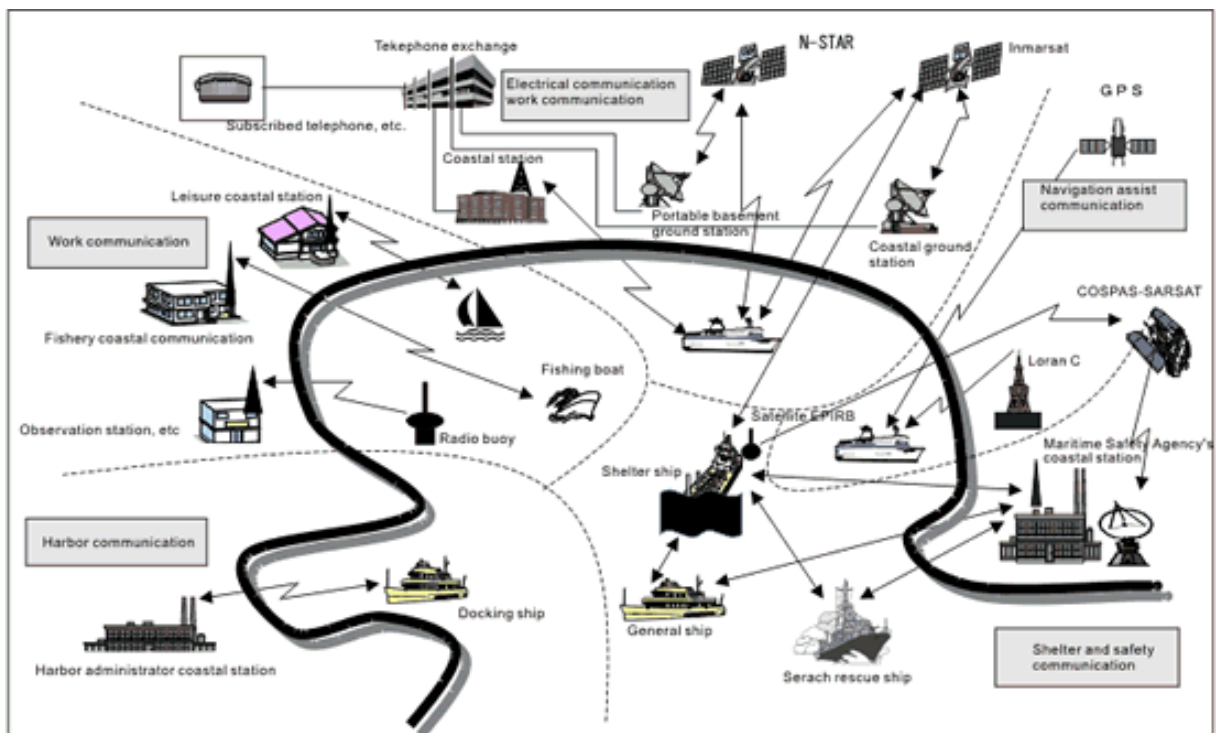 N-STAR
Inmarsat
Tekephone exchange
Electrical communication
work communication
G P S
Subscribed telephone, etc.
Coastal station
Leisure coastal station
Navigation assist
communication
Portable basement
ground station
Work communication
Coastal ground
station
COSPAS-SARSAT
Fishery coastal communication
Loran C
Fishing boat
Satellite EPIRB
Observation station, etc
Radio buoy
Maritime Safety Agency's
coastal station
Shelter ship
Harbor communication
Docking ship
General ship
Shelter and safety
communication
Harbor administrator coastal station
Serach rescue ship